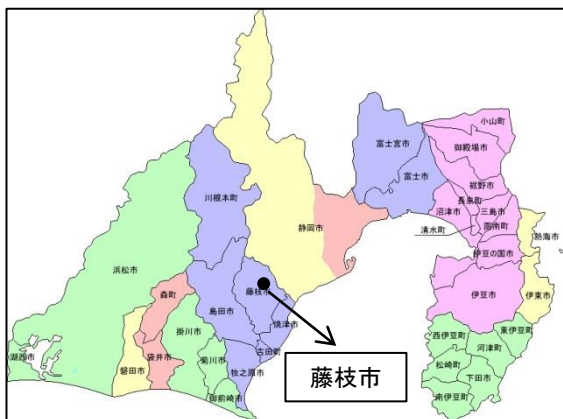 小山町
御殿場市
富士宮市
裾野市
富士市
長泉町
沼津市
三島市
函南町
清水町
伊豆の国市
熱海市
川根本町
静岡市
浜松市
藤枝市
伊豆市
伊東市
森町
島田市
焼津市
掛川市
西伊豆町
東伊豆町
河津町
湖西市
袋井市
菊川市
吉田町
磐田市
牧之原市
松崎町
下田市
御前崎市
南伊豆町
藤枝市